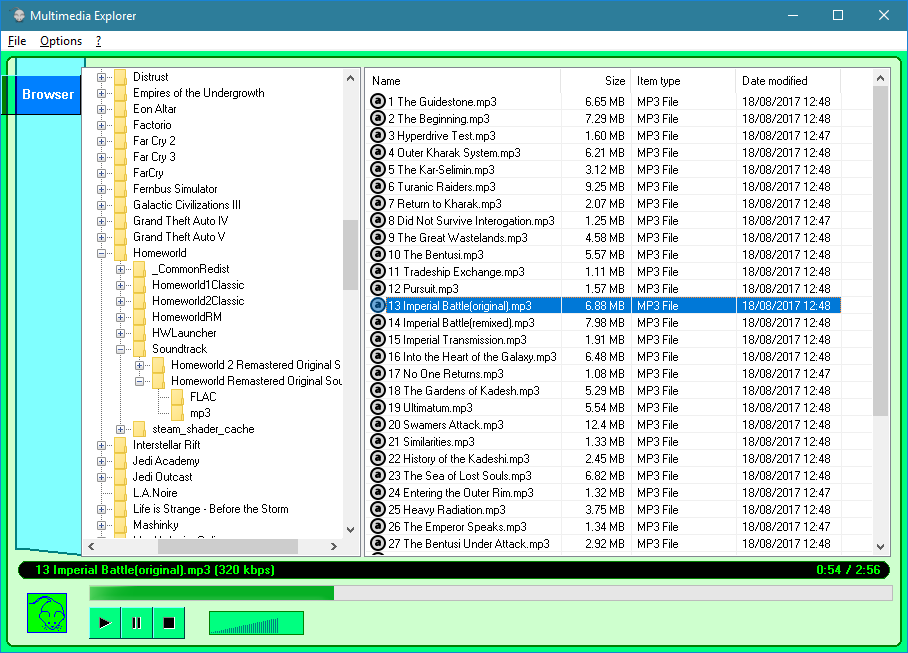 Multimedia Explorer
File Options ?
Browser
Distrust
Empires of the Undergrowth
Eon Altar
Factorio
Far Cry 2
Far Cry 3
FarCry
Fernbus Simulator
Galactic Civilizations III
Grand Theft Auto IV
Grand Theft Auto V
Homeworld
_CommonRedist
Homeworld1Classic
Homeworld2Classic
HomeworldRM
HWLauncher
Soundtrack
Homeworld 2 Remastered Original S
Homeworld Remastered Original Sou
FLAC
mp3
steam_shader_cache
Interstellar Rift
Jedi Academy
Jedi Outcast
L.A.Noire
Life is Strange - Before the Storm
Mashinky
Name Size Item type Date modified
1 The Guidestone.mp3 6.65 MB MP3 File 18/08/2017 12:48
2 The Beginning.mp3 7.29 MB MP3 File 18/08/2017 12:48
3 Hyperdrive Test.mp3 1.60 MB MP3 File 18/08/2017 12:47
4 Outer Kharak System.mp3 6.21 MB MP3 File 18/08/2017 12:48
5 The Kar-Selimin.mp3 3.12 MB MP3 File 18/08/2017 12:48
6 Turanic Raiders.mp3 9.25 MB MP3 File 18/08/2017 12:48
7 Return to Kharak.mp3 2.07 MB MP3 File 18/08/2017 12:48
8 Did Not Survive Interogation.mp3 1.25 MB MP3 File 18/08/2017 12:47
9 The Great Wastelands.mp3 4.58 MB MP3 File 18/08/2017 12:48
10 The Bentusi.mp3 5.57 MB MP3 File 18/08/2017 12:48
11 Tradeship Exchange.mp3 1.11 MB MP3 File 18/08/2017 12:48
12 Pursuit.mp3 1.57 MB MP3 File 18/08/2017 12:48
13 Imperial Battle(original).mp3 6.88 MB MP3 File 18/08/2017 12:48
14 Imperial Battle(remixed).mp3 7.98 MB MP3 File 18/08/2017 12:48
15 Imperial Transmission.mp3 1.91 MB MP3 File 18/08/2017 12:48
16 Into the Heart of the Galaxy.mp3 6.48 MB MP3 File 18/08/2017 12:48
17 No One Returns.mp3 1.08 MB MP3 File 18/08/2017 12:47
18 The Gardens of Kadesh.mp3 5.29 MB MP3 File 18/08/2017 12:48
19 Ultimatum.mp3 5.54 MB MP3 File 18/08/2017 12:48
20 Swamers Attack.mp3 12.4 MB MP3 File 18/08/2017 12:48
21 Similarities.mp3 1.33 MB MP3 File 18/08/2017 12:48
22 History of the Kadeshi.mp3 2.45 MB MP3 File 18/08/2017 12:48
23 The Sea of Lost Souls.mp3 6.82 MB MP3 File 18/08/2017 12:48
24 Entering the Outer Rim.mp3 1.32 MB MP3 File 18/08/2017 12:47
25 Heavy Radiation.mp3 3.75 MB MP3 File 18/08/2017 12:48
26 The Emperor Speaks.mp3 1.34 MB MP3 File 18/08/2017 12:47
27 The Bentusi Under Attack.mp3 2.92 MB MP3 File 18/08/2017 12:48
13 Imperial Battle(original).mp3 (320 kbps) 0:54 / 2:56